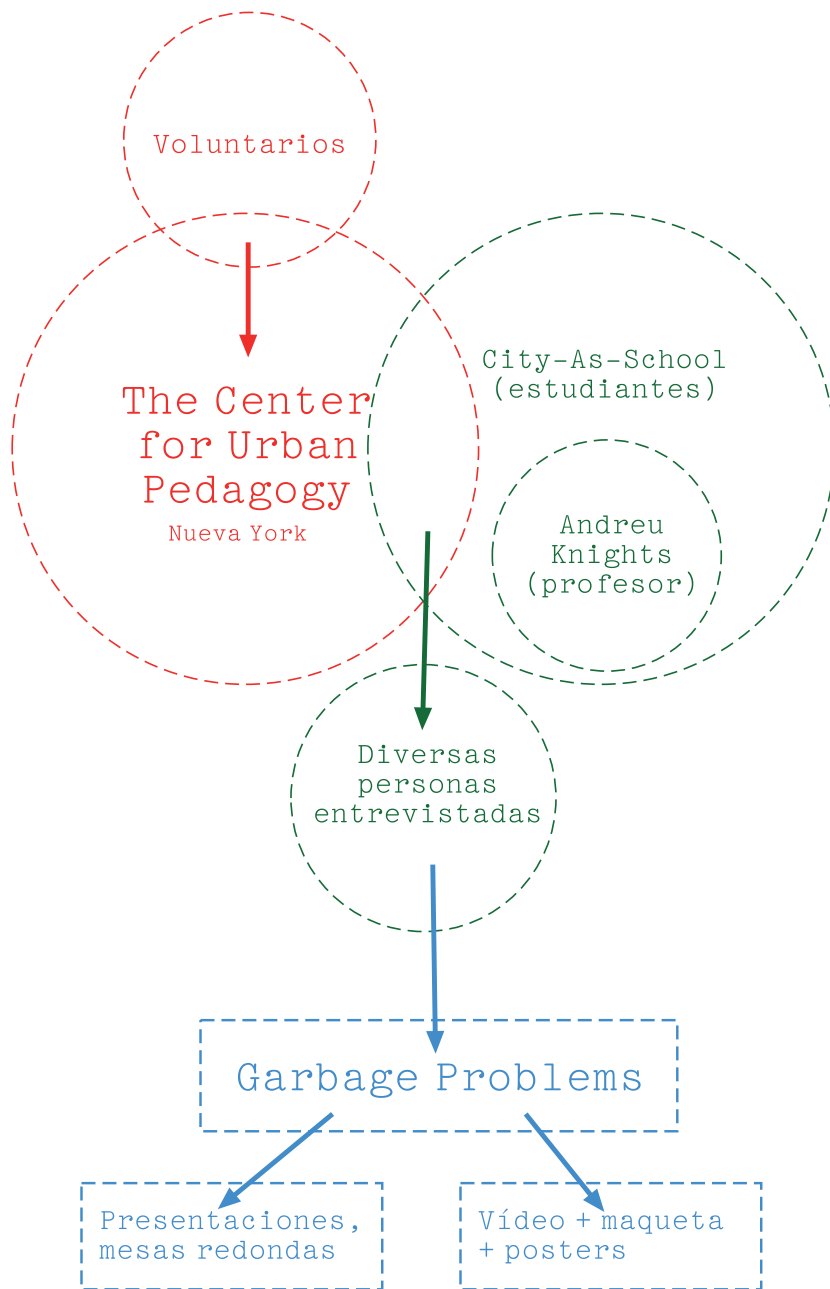 Voluntarios
The Center
for Urban
Pedagogy
Nueva York
City-As-School
(estudiantes)
Andreu
Knights
(profesor)
Diversas
personas
entrevistadas
Garbage Problems
Presentaciones,
mesas redondas
Vídeo + maqueta
+ posters